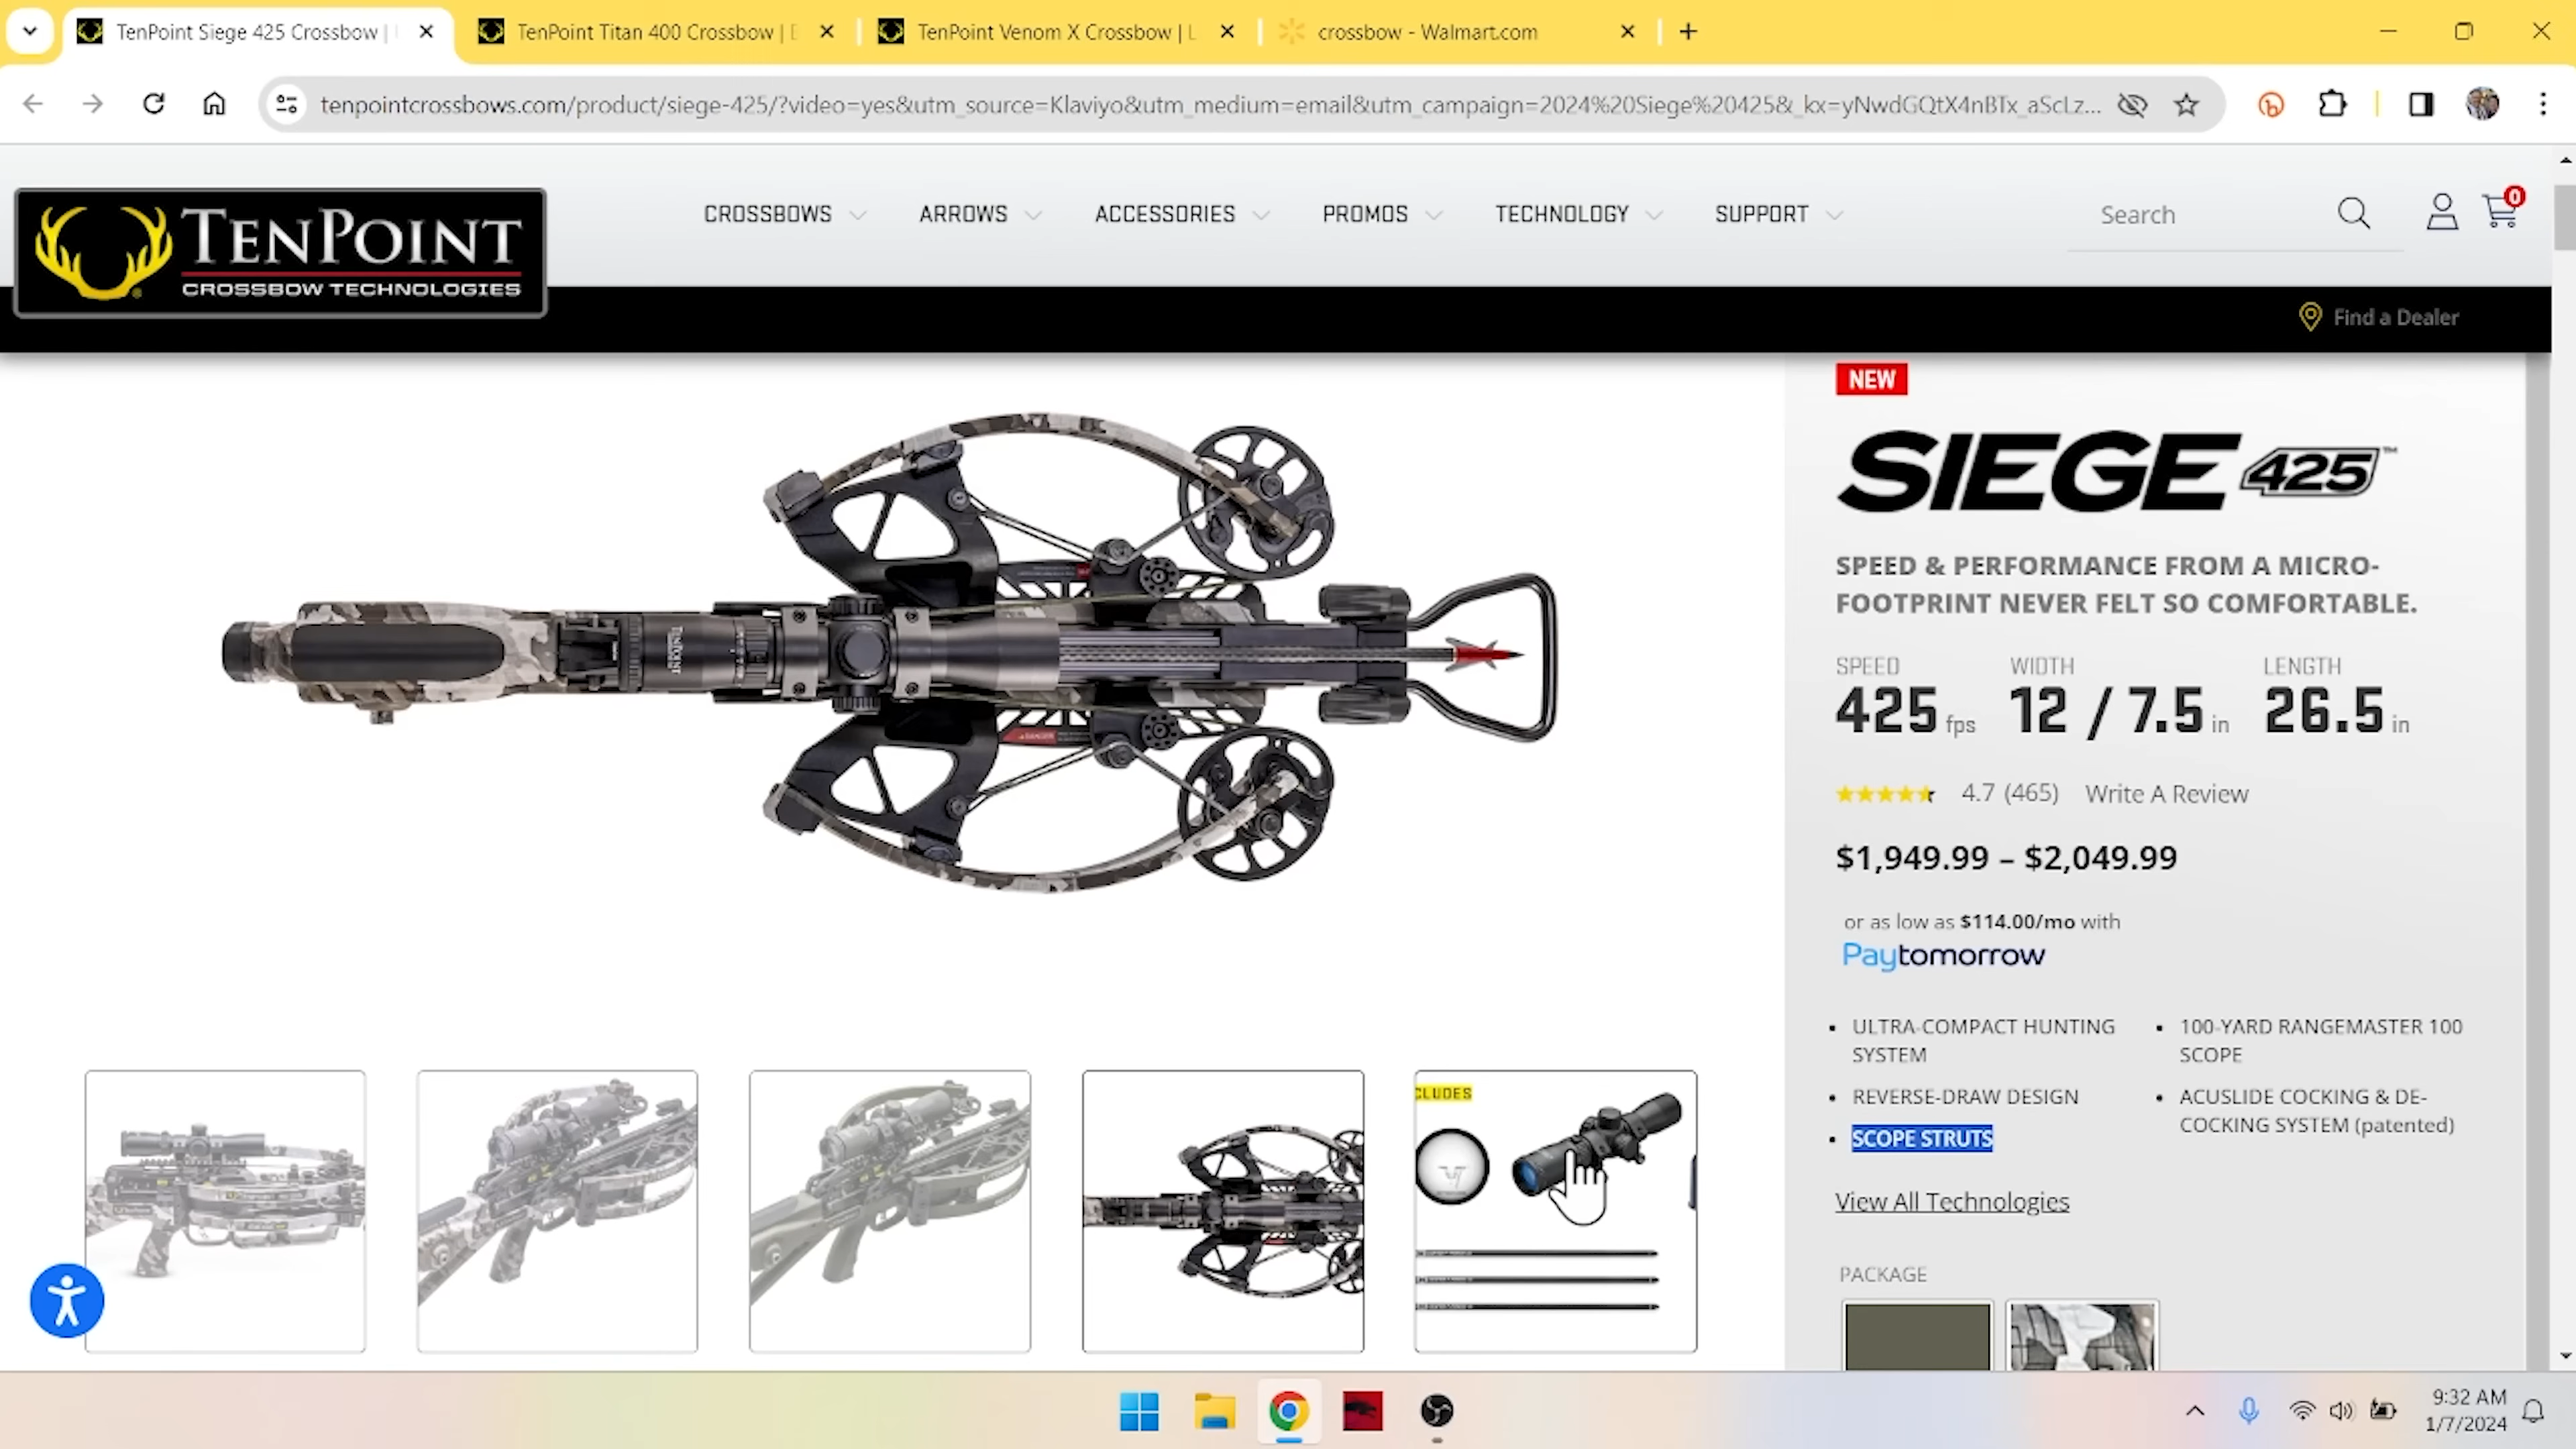 TenPoint Siege 425 Crossbow |
TenPoint Titan 400 Crossbow | E
TenPoint Venom X Crossbow | L
crossbow - Walmart.com
tenpointcrossbows.com/product/siege-425/?video=yes&utm_source=Klaviyo&utm_medium=email&utm_campaign=2024%20Siege%20425&_kx=yNwdGQtX4nBTx_aScLz...
TENPOINT
CROSSBOW TECHNOLOGIES
CROSSBOWS
ARROWS
ACCESSORIES
PROMOS
TECHNOLOGY
SUPPORT
Search
0
Find a Dealer
NEW
SIEGE 425™
SPEED & PERFORMANCE FROM A MICRO-
FOOTPRINT NEVER FELT SO COMFORTABLE.
SPEED WIDTH LENGTH
425 fps 12 / 7.5 in 26.5 in
4.7 (465) Write A Review
$1,949.99 – $2,049.99
or as low as $114.00/mo with
Paytomorrow
• ULTRA-COMPACT HUNTING
SYSTEM
• REVERSE-DRAW DESIGN
• SCOPE STRUTS
• 100-YARD RANGEMASTER 100
SCOPE
• ACUSLIDE COCKING & DE-
COCKING SYSTEM (patented)
View All Technologies
PACKAGE
CLUDES
9:32 AM
1/7/2024